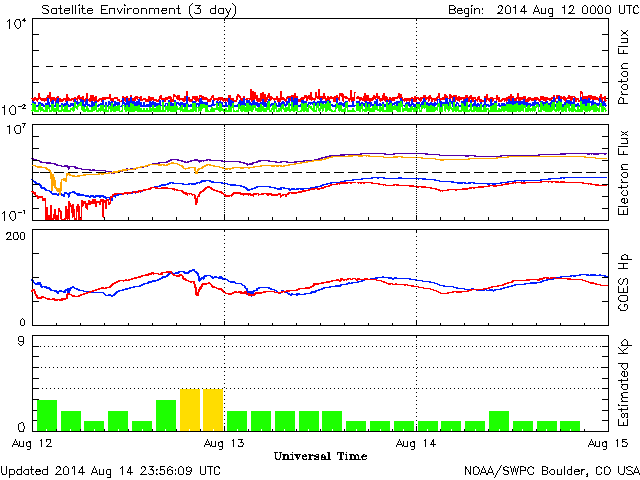 Satellite Environment (3 day) Begin: 2014 Aug 12 0000 UTC
10⁴
Proton Flux
10⁻²
10⁷
Electron Flux
10⁻¹
200
GOES Hp
0
9
Estimated Kp
0
Aug 12 Aug 13 Aug 14 Aug 15
Universal Time
Updated 2014 Aug 14 23:56:09 UTC NOAA/SWPC Boulder, CO USA